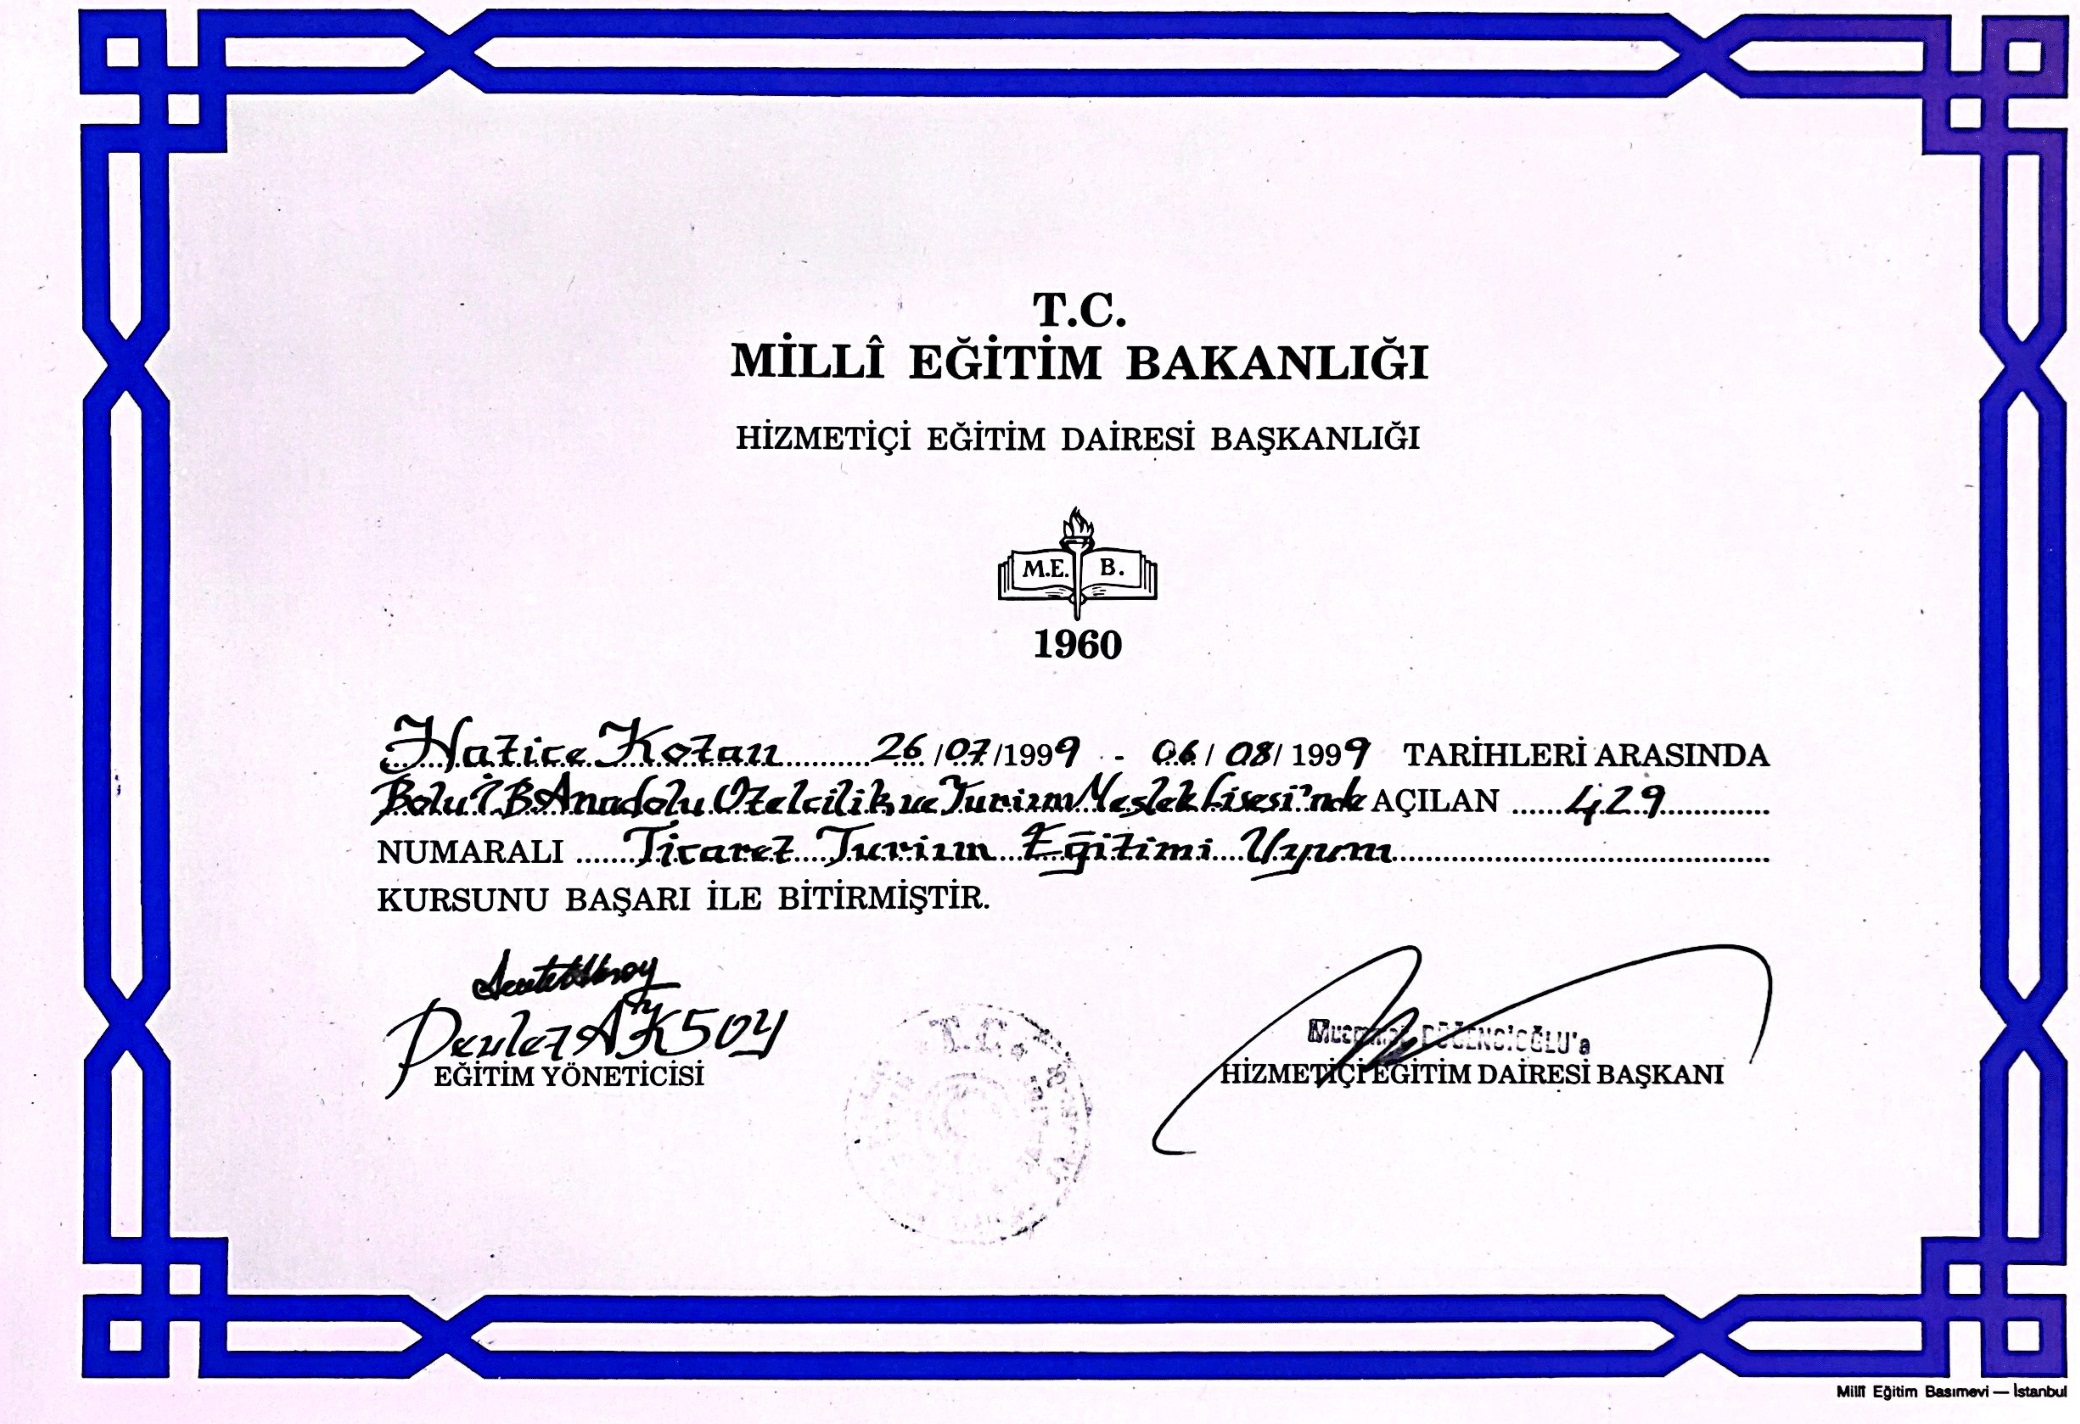 T.C.
MİLLÎ EĞİTİM BAKANLIĞI
HİZMETİÇİ EĞİTİM DAİRESİ BAŞKANLIĞI
M.E. B.
1960
Hatice Kotan 26/07/1999 - 06/08/1999 TARİHLERİ ARASINDA
Bolu İ.B. Anadolu Otelcilik ve Turizm Meslek Lisesi'nde AÇILAN 429
NUMARALI Ticaret Turizm Eğitimi Uyum
KURSUNU BAŞARI İLE BİTİRMİŞTİR.
Devlet AKSOY
EĞİTİM YÖNETİCİSİ
HİZMETİÇİ EĞİTİM DAİRESİ BAŞKANI
T.C.
Millî Eğitim Basımevi — İstanbul